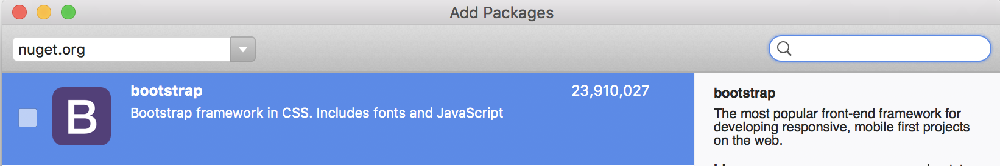 Add Packages
nuget.org
B
bootstrap
23,910,027
Bootstrap framework in CSS. Includes fonts and JavaScript
bootstrap
The most popular front-end framework for
developing responsive, mobile first projects
on the web.